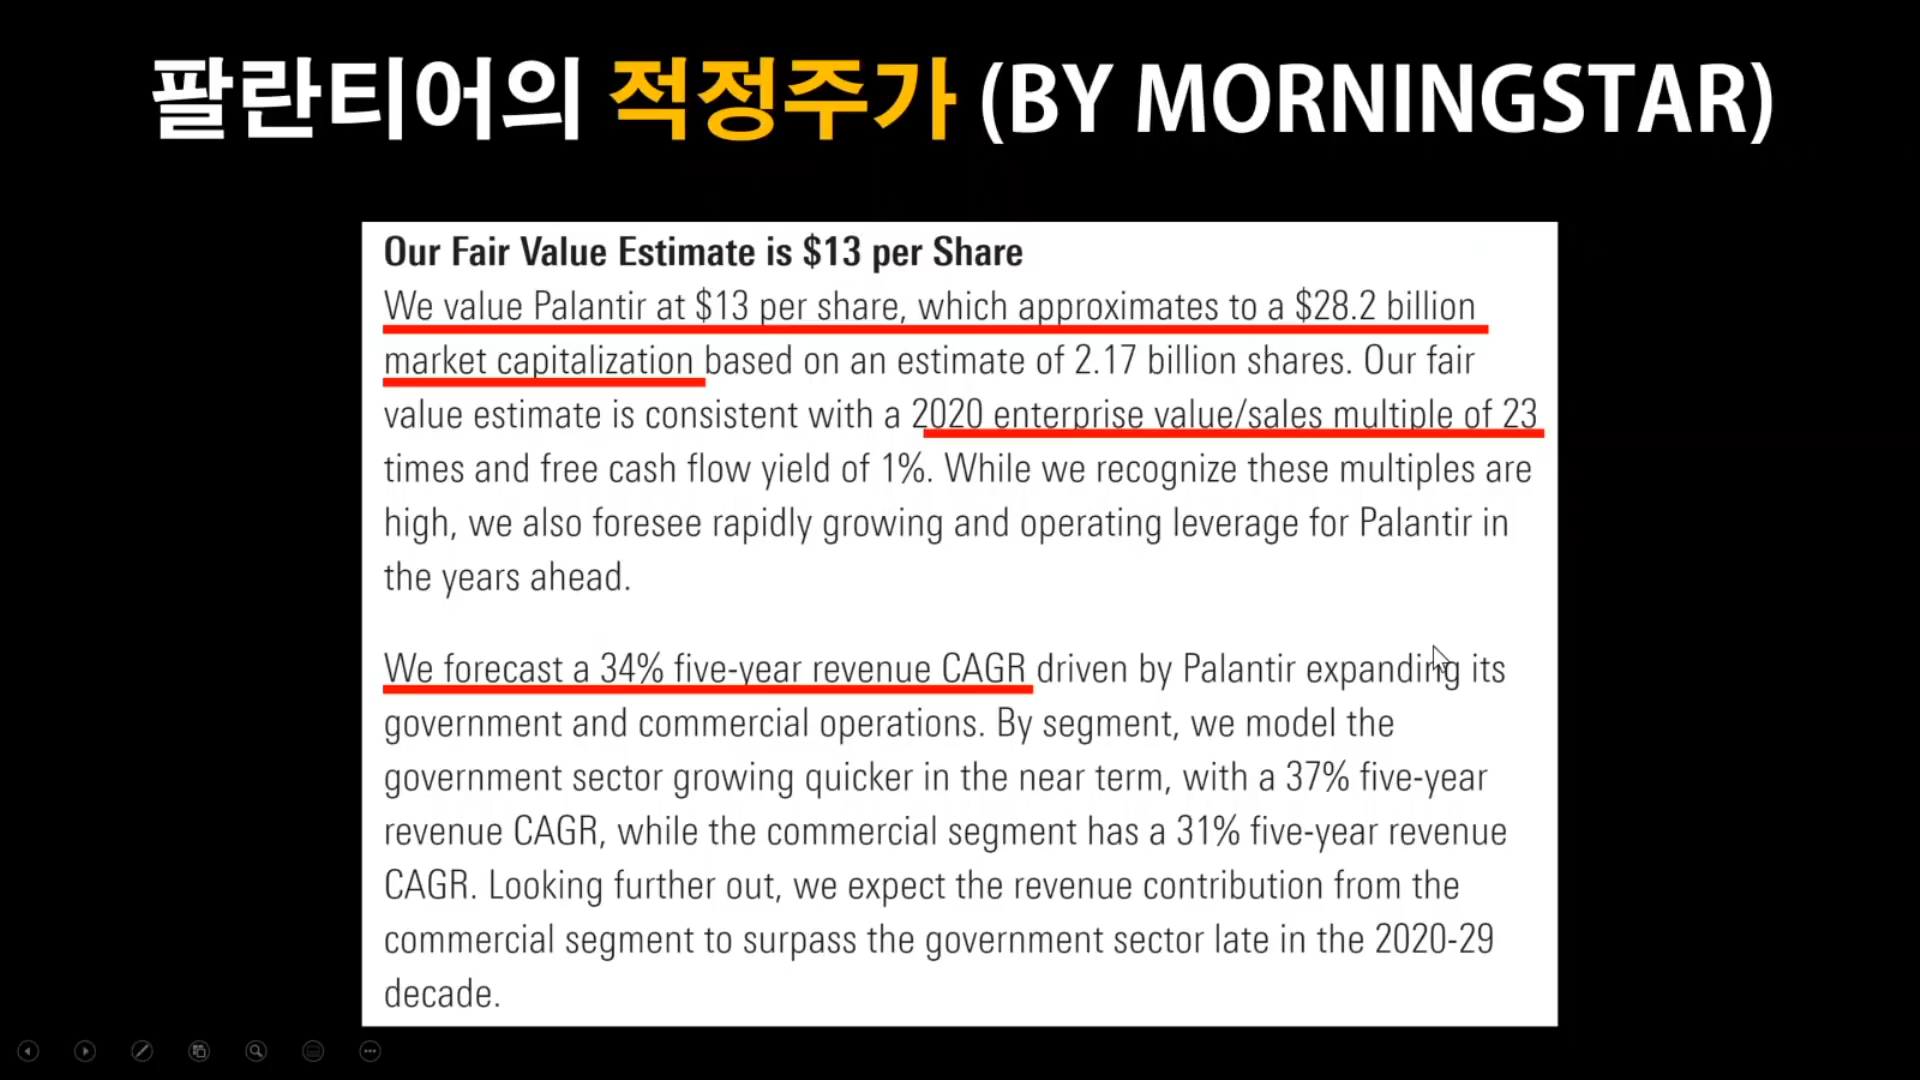 팔란티어의 적정주가 (BY MORNINGSTAR)
Our Fair Value Estimate is $13 per Share
We value Palantir at $13 per share, which approximates to a $28.2 billion
market capitalization based on an estimate of 2.17 billion shares. Our fair
value estimate is consistent with a 2020 enterprise value/sales multiple of 23
times and free cash flow yield of 1%. While we recognize these multiples are
high, we also foresee rapidly growing and operating leverage for Palantir in
the years ahead.
We forecast a 34% five-year revenue CAGR driven by Palantir expanding its
government and commercial operations. By segment, we model the
government sector growing quicker in the near term, with a 37% five-year
revenue CAGR, while the commercial segment has a 31% five-year revenue
CAGR. Looking further out, we expect the revenue contribution from the
commercial segment to surpass the government sector late in the 2020-29
decade.